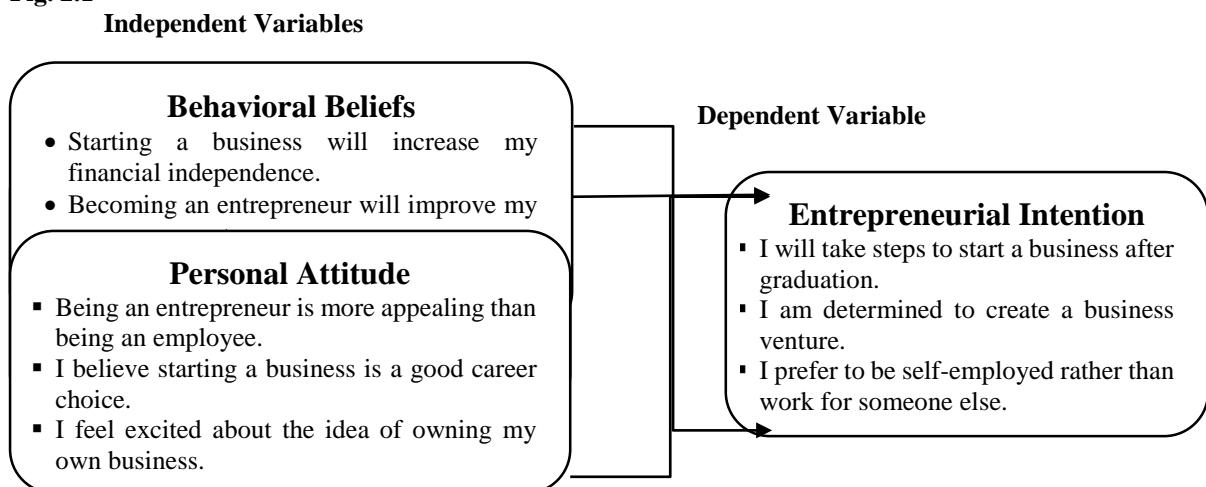 Independent Variables
Behavioral Beliefs
• Starting a business will increase my
financial independence.
• Becoming an entrepreneur will improve my
Personal Attitude
▪ Being an entrepreneur is more appealing than
being an employee.
▪ I believe starting a business is a good career
choice.
▪ I feel excited about the idea of owning my
own business.
Dependent Variable
Entrepreneurial Intention
▪ I will take steps to start a business after
graduation.
▪ I am determined to create a business
venture.
▪ I prefer to be self-employed rather than
work for someone else.